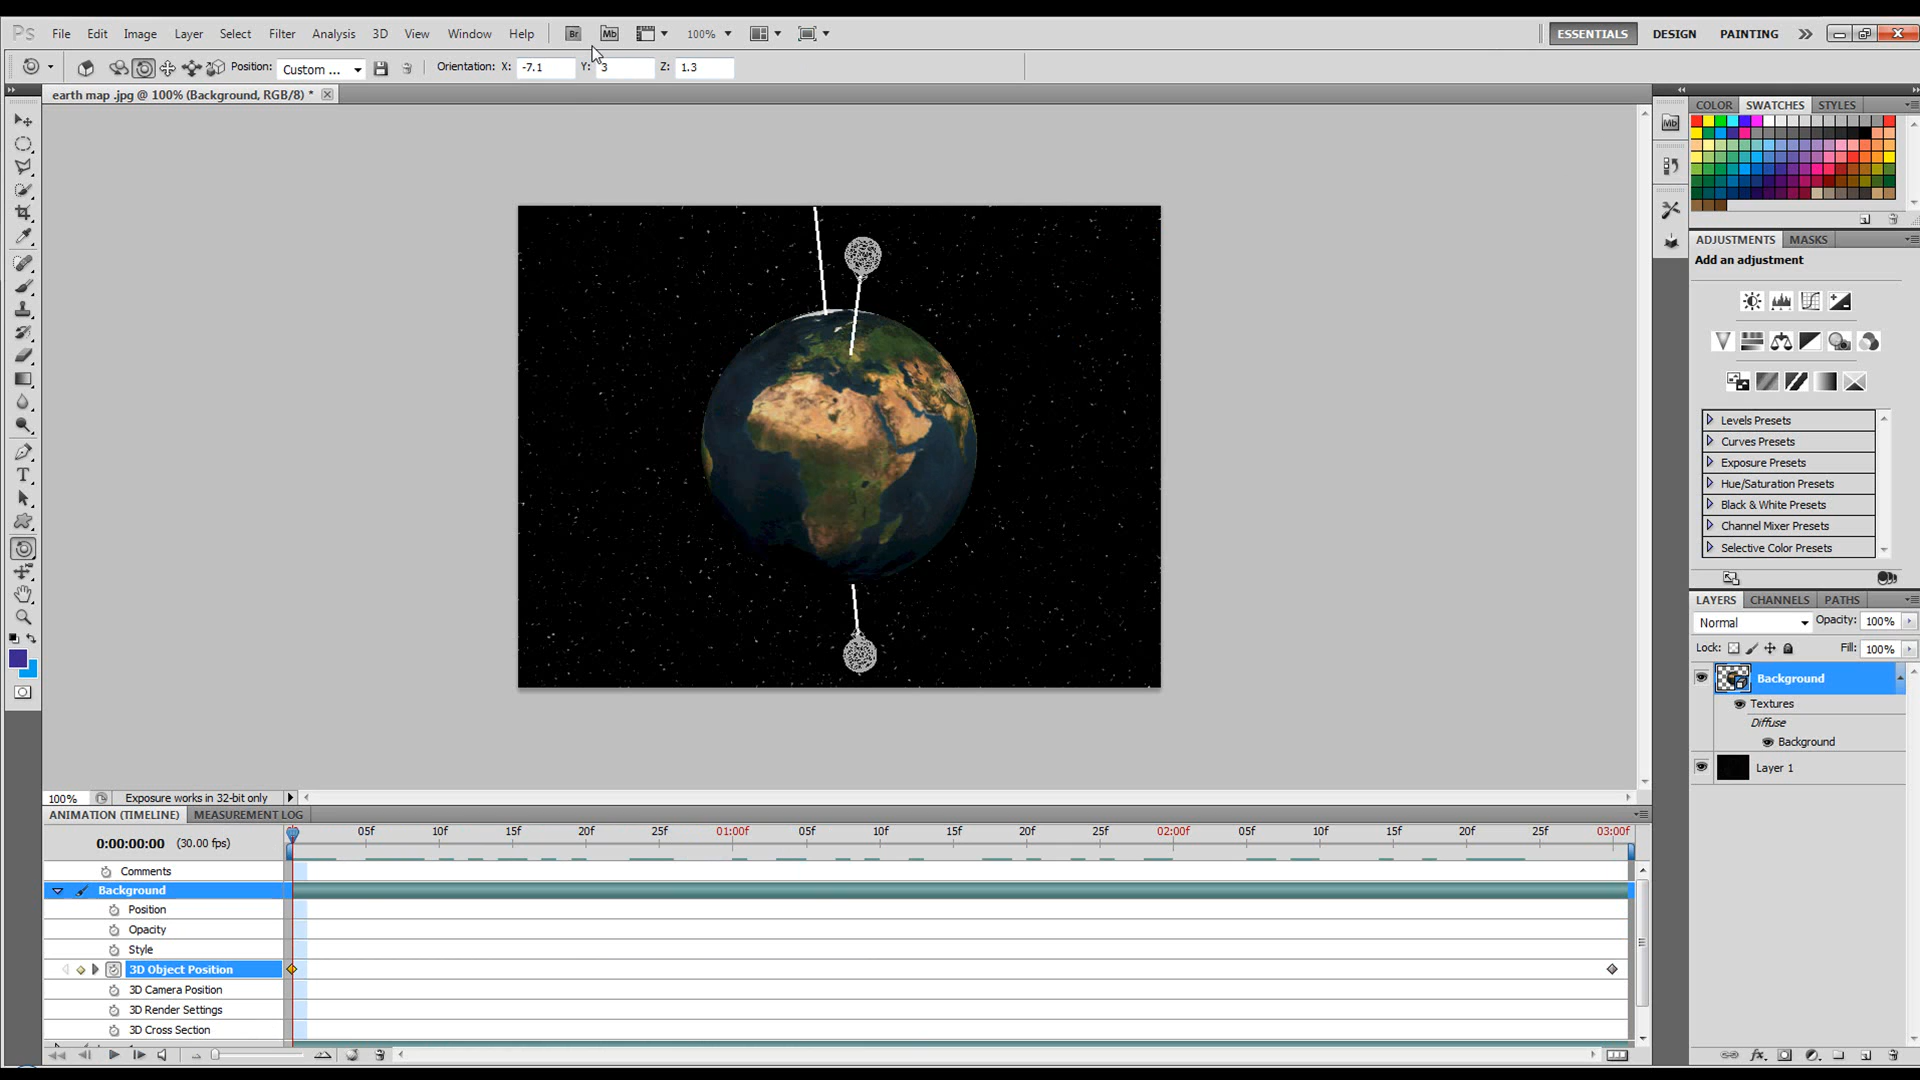 Ps File Edit Image Layer Select Filter Analysis 3D View Window Help Br Mb 100% ESSENTIALS DESIGN PAINTING
Position: Custom ... Orientation: X: -7.1 Y: 3 Z: 1.3
earth map .jpg @ 100% (Background, RGB/8) *
COLOR SWATCHES STYLES
Mb
ADJUSTMENTS MASKS
Add an adjustment
Levels Presets
Curves Presets
Exposure Presets
Hue/Saturation Presets
Black & White Presets
Channel Mixer Presets
Selective Color Presets
LAYERS CHANNELS PATHS
Normal Opacity: 100%
Lock: Fill: 100%
Background
Textures
Diffuse
Background
Layer 1
100% Exposure works in 32-bit only
ANIMATION (TIMELINE) MEASUREMENT LOG
0:00:00:00 (30.00 fps) 05f 10f 15f 20f 25f 01:00f 05f 10f 15f 20f 25f 02:00f 05f 10f 15f 20f 25f 03:00f
Comments
Background
Position
Opacity
Style
3D Object Position
3D Camera Position
3D Render Settings
3D Cross Section